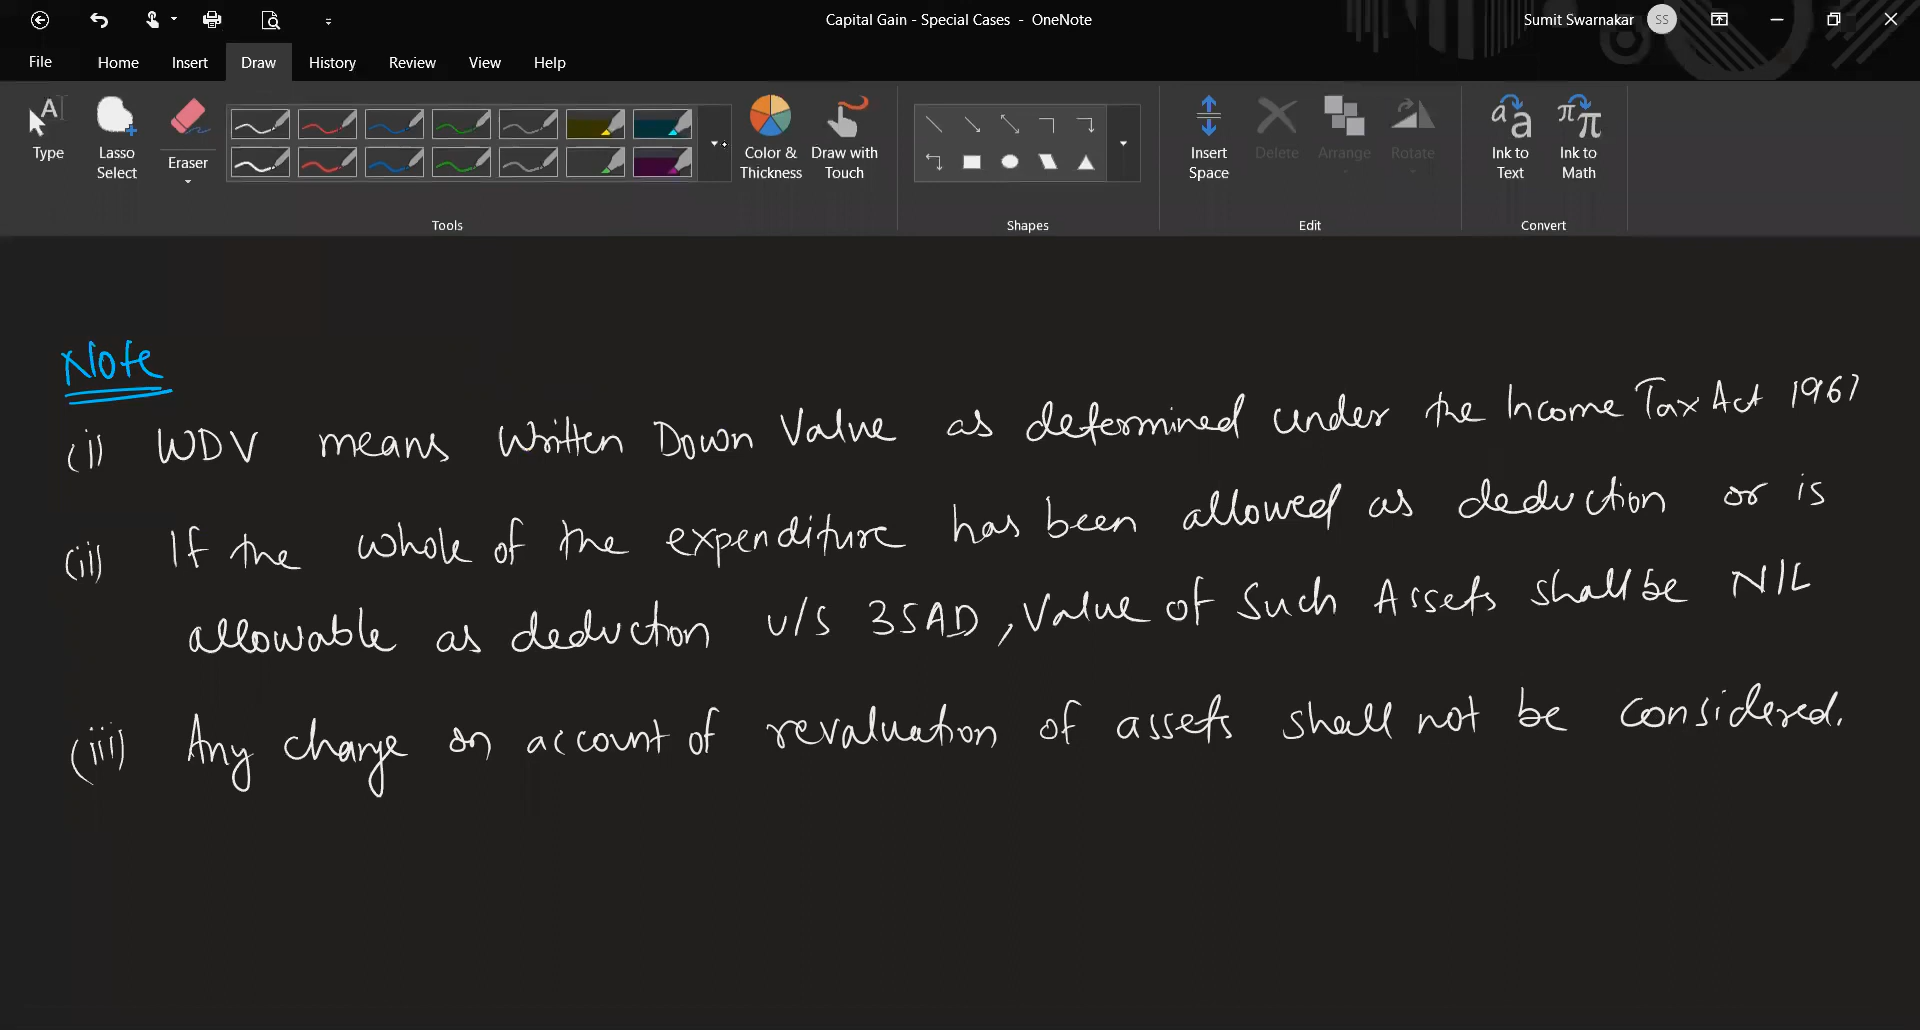 Capital Gain - Special Cases - OneNote
Sumit Swarnakar SS
File Home Insert Draw History Review View Help
Type
Lasso Select
Eraser
Color & Thickness
Draw with Touch
Insert Space
Delete
Arrange
Rotate
Ink to Text
Ink to Math
Tools Shapes Edit Convert
Note
(i) WDV means Written Down Value as determined under the Income Tax Act 1961
(ii) If the whole of the expenditure has been allowed as deduction or is
allowable as deduction u/s 35AD, Value of Such Assets shall be NIL
(iii) Any charge on account of revaluation of assets shall not be considered.